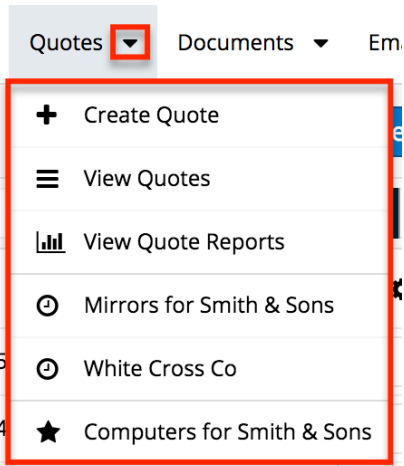 Quotes Documents Em
Create Quote
View Quotes
View Quote Reports
Mirrors for Smith & Sons
White Cross Co
Computers for Smith & Sons